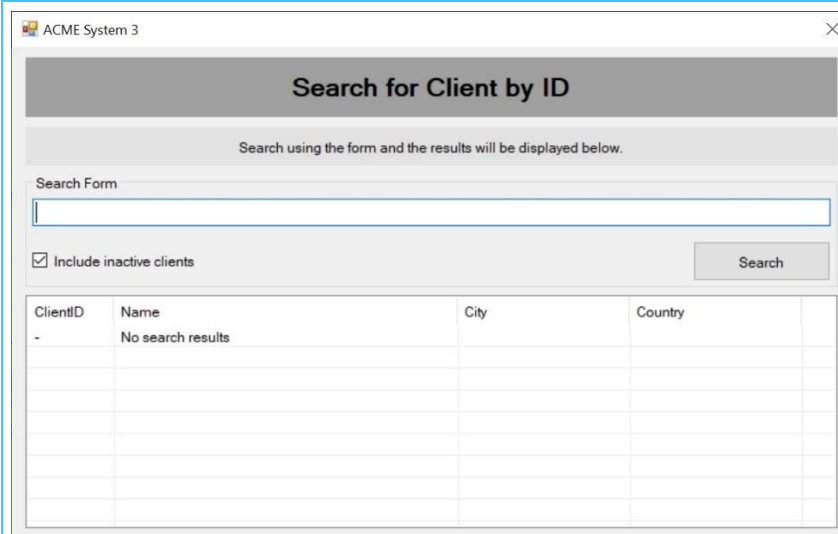 ACME System 3
Search for Client by ID
Search using the form and the results will be displayed below.
Search Form
Include inactive clients
Search
ClientID Name City Country
- No search results